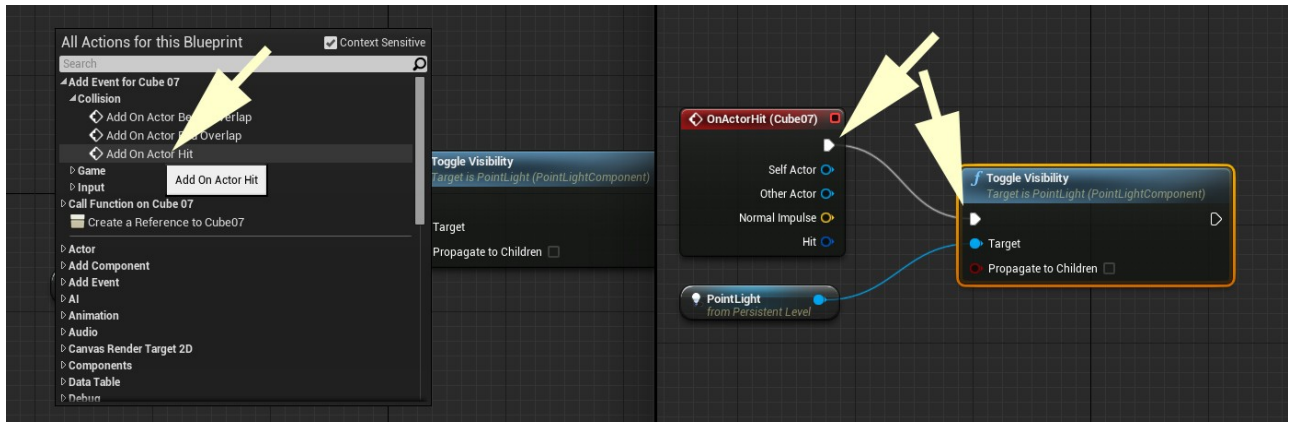 All Actions for this Blueprint
Context Sensitive
Search
Add Event for Cube 07
Collision
Add On Actor Overlap
Add On Actor Overlap
Add On Actor Hit
Game
Add On Actor Hit
Input
Call Function on Cube 07
Create a Reference to Cube07
Actor
Add Component
Add Event
AI
Animation
Audio
Canvas Render Target 2D
Components
Data Table
Debug
Toggle Visibility
Target is PointLight (PointLightComponent)
Target
Propagate to Children
OnActorHit (Cube07)
Self Actor
Other Actor
Normal Impulse
Hit
PointLight
from Persistent Level
f Toggle Visibility
Target is PointLight (PointLightComponent)
Target
Propagate to Children